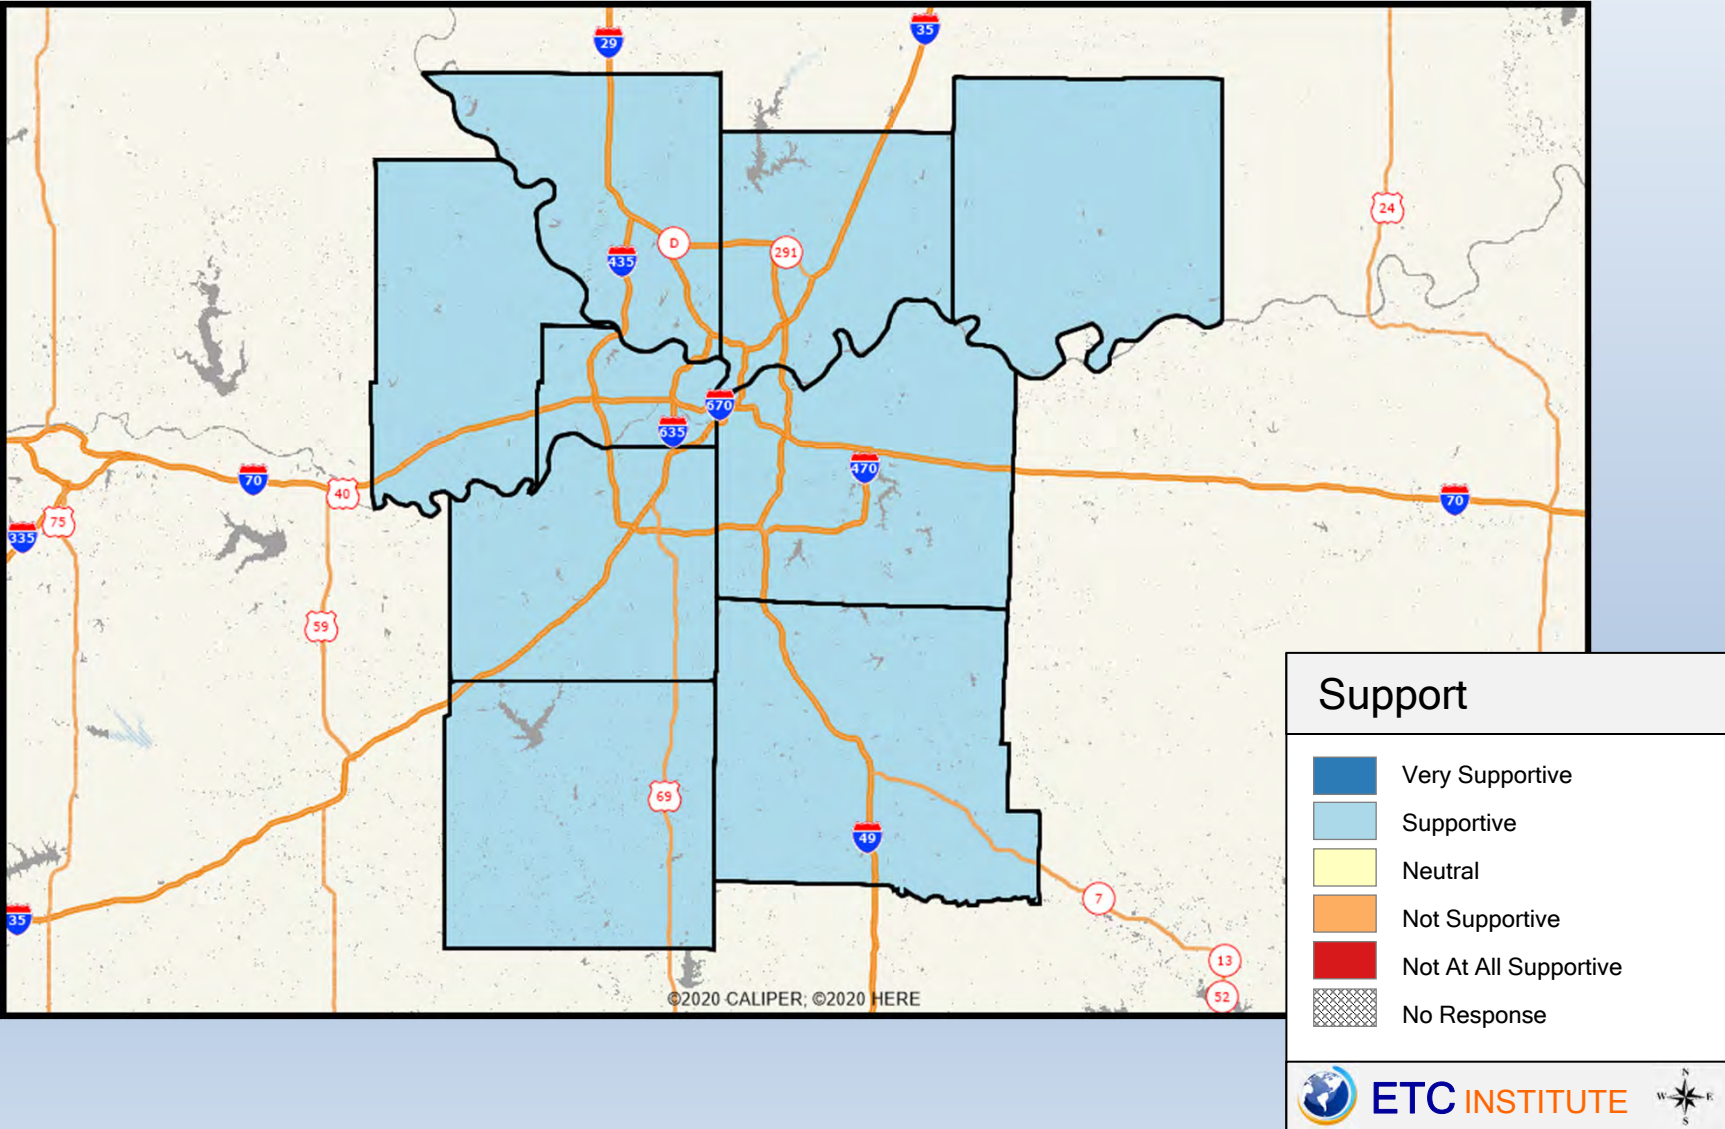 29
35
24
D
291
435
670
635
470
70
40
70
75
335
59
69
49
35
7
13
52
©2020 CALIPER; ©2020 HERE
Support
Very Supportive
Supportive
Neutral
Not Supportive
Not At All Supportive
No Response
ETC INSTITUTE
N
W E
S